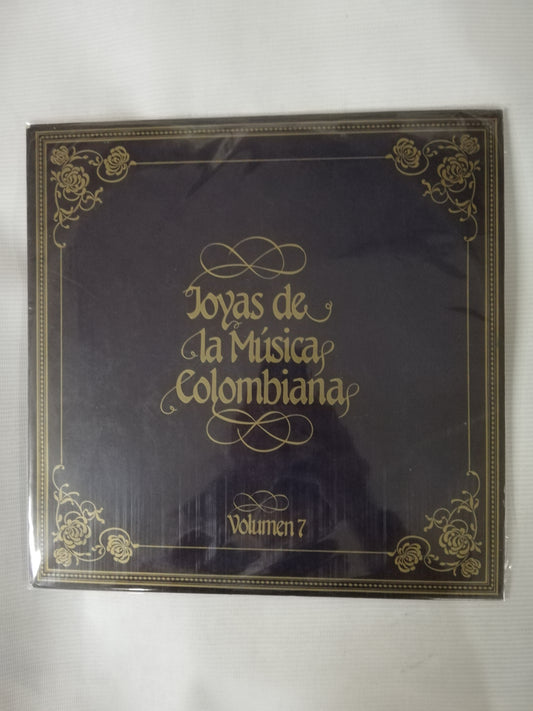 Joyas de
la Música
Colombiana
Volumen 7